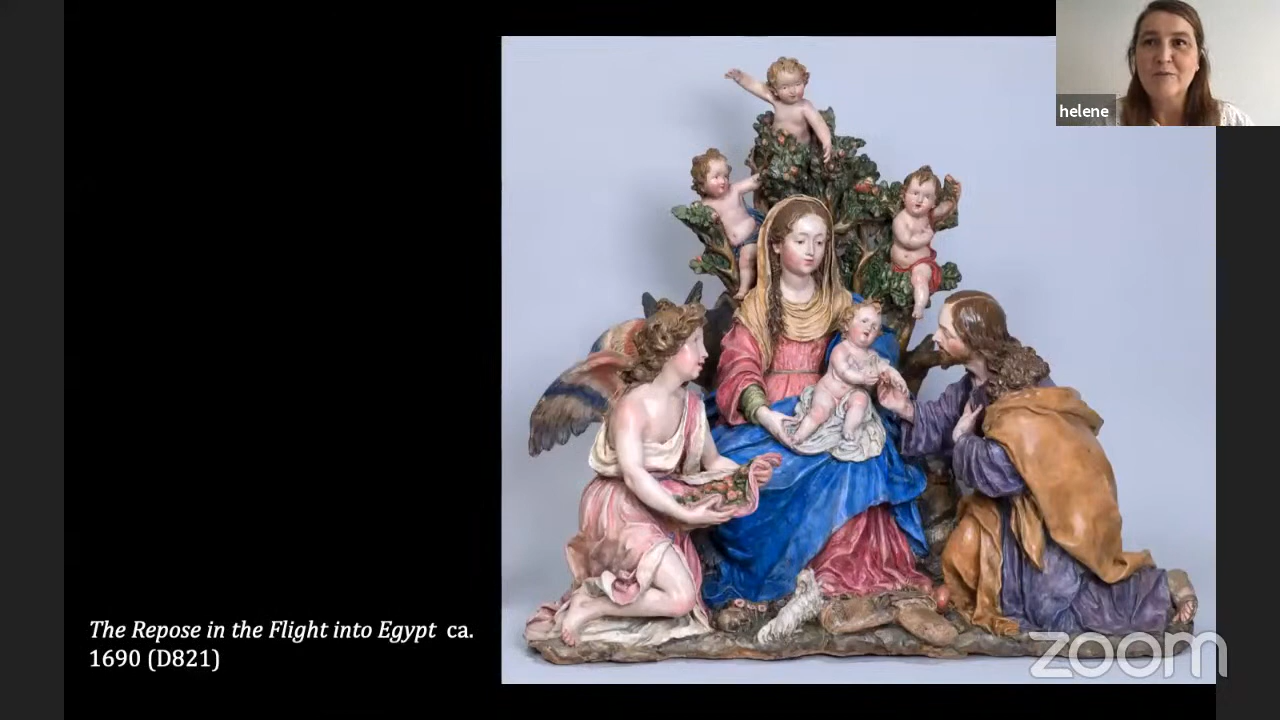 helene
The Repose in the Flight into Egypt ca.
1690 (D821)
zoom